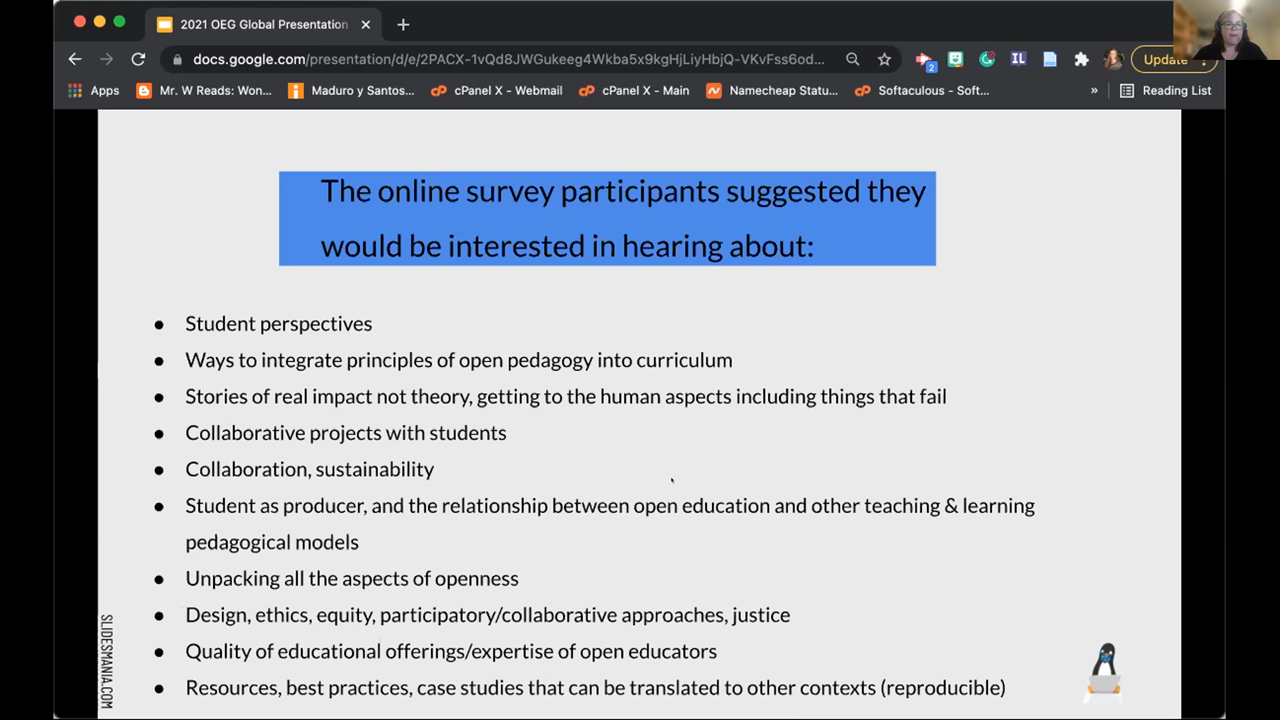 2021 OEG Global Presentation
docs.google.com/presentation/d/e/2PACX-1vQd8JWGukeeg4Wkba5x9kgHjLiyHbjQ-VKvFss6od...
2
IL
Update
Apps
Mr. W Reads: Won...
Maduro y Santos...
cPanel X - Webmail
cPanel X - Main
Namecheap Statu...
Softaculous - Soft...
»
Reading List
The online survey participants suggested they
would be interested in hearing about:
● Student perspectives
● Ways to integrate principles of open pedagogy into curriculum
● Stories of real impact not theory, getting to the human aspects including things that fail
● Collaborative projects with students
● Collaboration, sustainability
● Student as producer, and the relationship between open education and other teaching & learning
pedagogical models
● Unpacking all the aspects of openness
● Design, ethics, equity, participatory/collaborative approaches, justice
● Quality of educational offerings/expertise of open educators
● Resources, best practices, case studies that can be translated to other contexts (reproducible)
SLIDESMANIA.COM